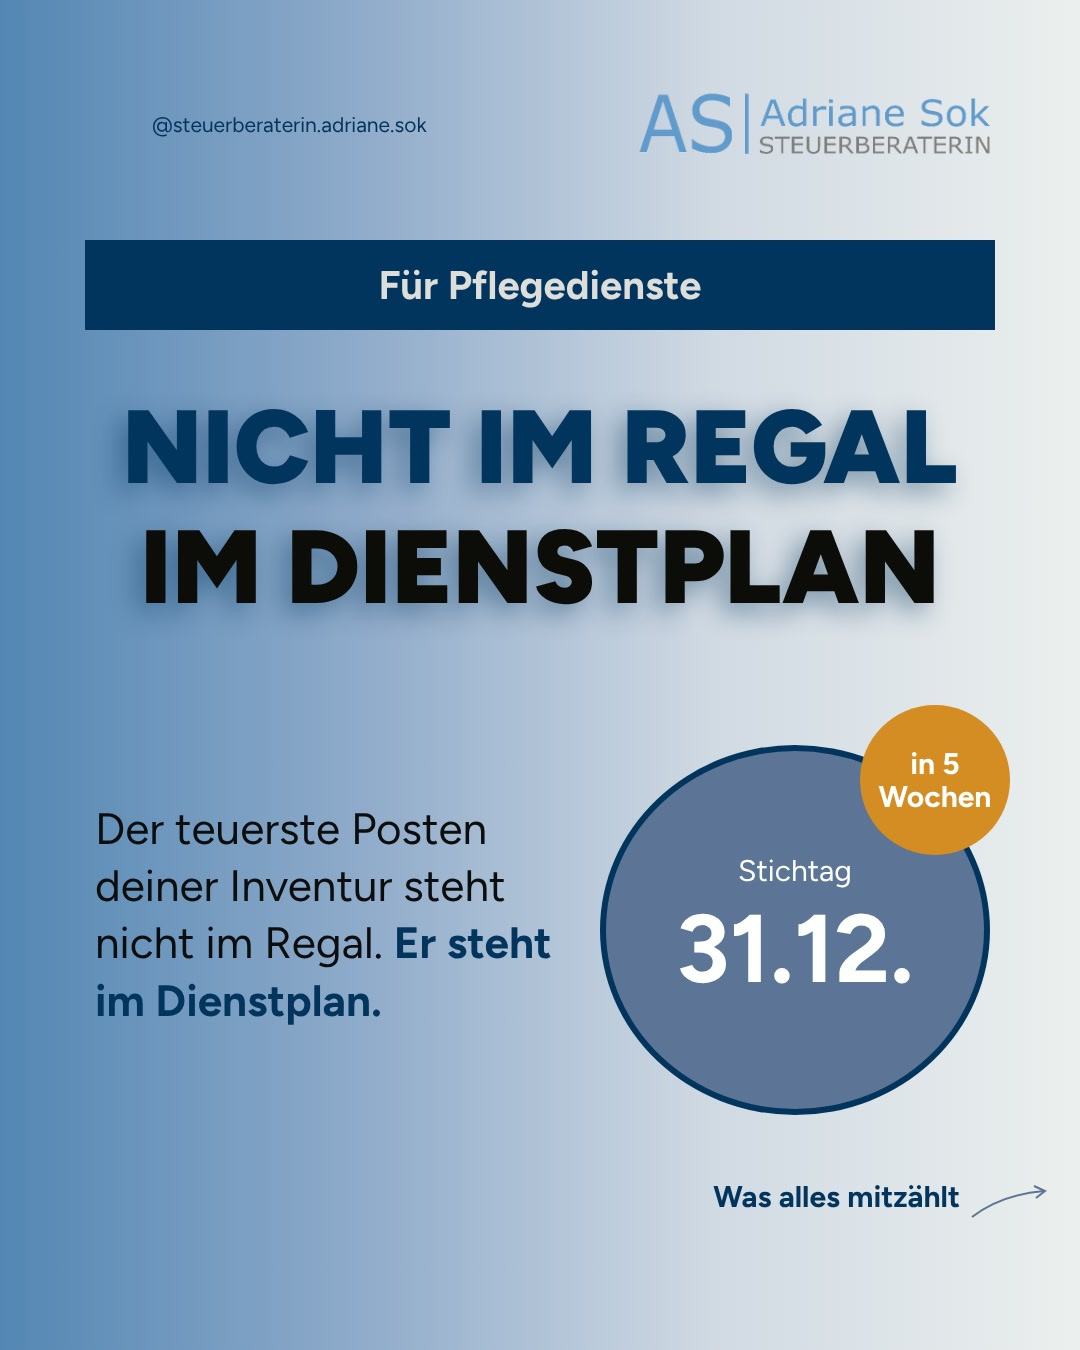 @steuerberaterin.adriane.sok
AS | Adriane Sok
STEUERBERATERIN
Für Pflegedienste
NICHT IM REGAL
IM DIENSTPLAN
in 5
Wochen
Stichtag
31.12.
Der teuerste Posten
deiner Inventur steht
nicht im Regal. Er steht
im Dienstplan.
Was alles mitzählt